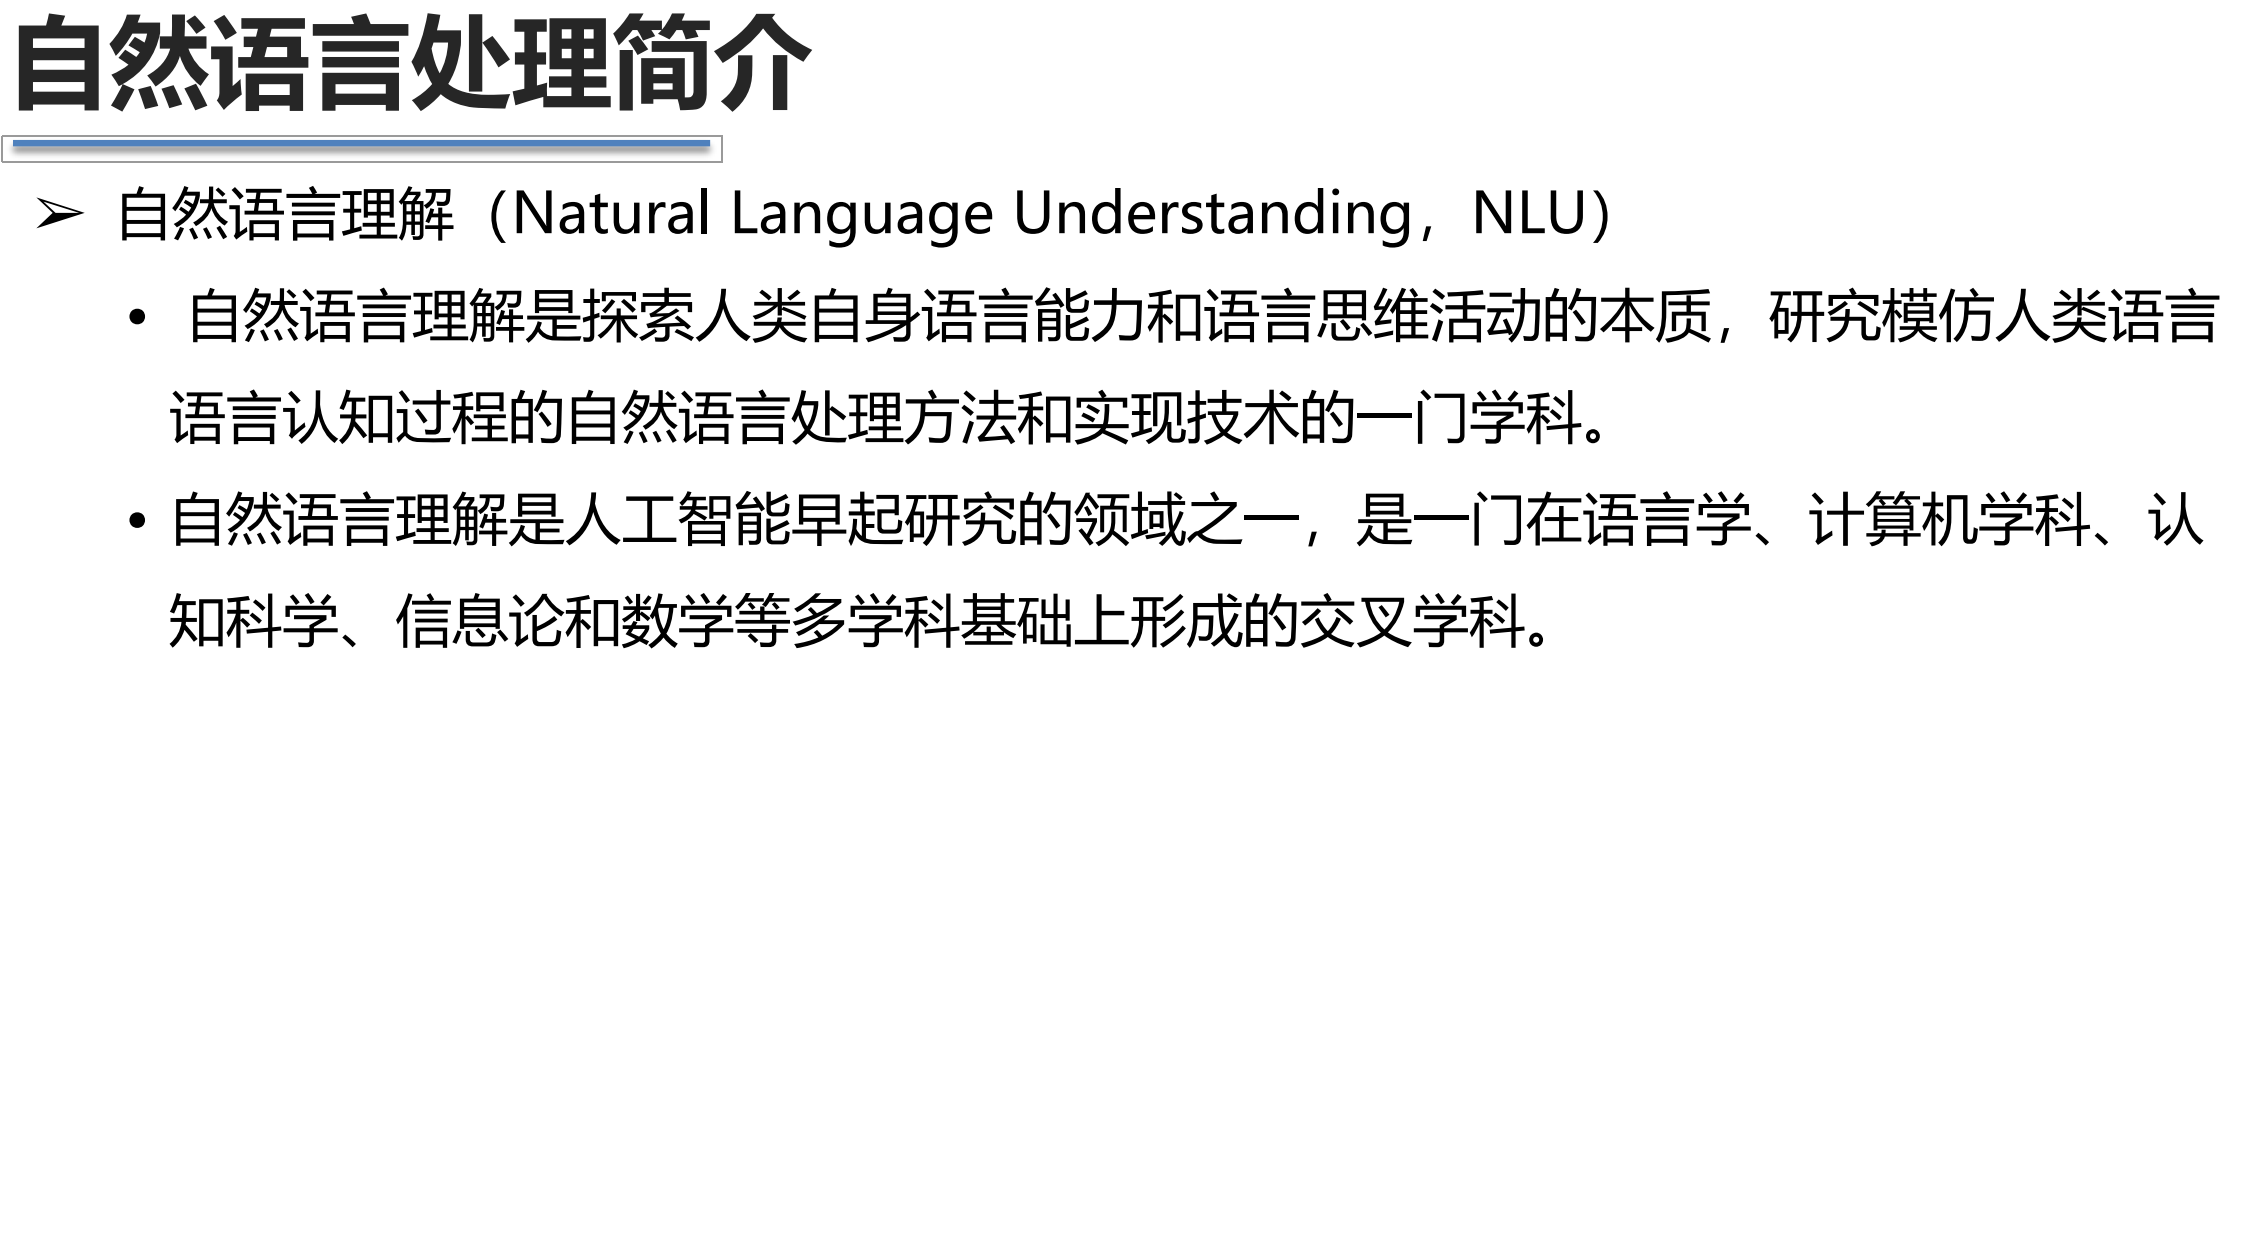 自然语言处理简介
➢ 自然语言理解（Natural Language Understanding，NLU）
• 自然语言理解是探索人类自身语言能力和语言思维活动的本质，研究模仿人类语言
语言认知过程的自然语言处理方法和实现技术的一门学科。
• 自然语言理解是人工智能早起研究的领域之一，是一门在语言学、计算机学科、认
知科学、信息论和数学等多学科基础上形成的交叉学科。